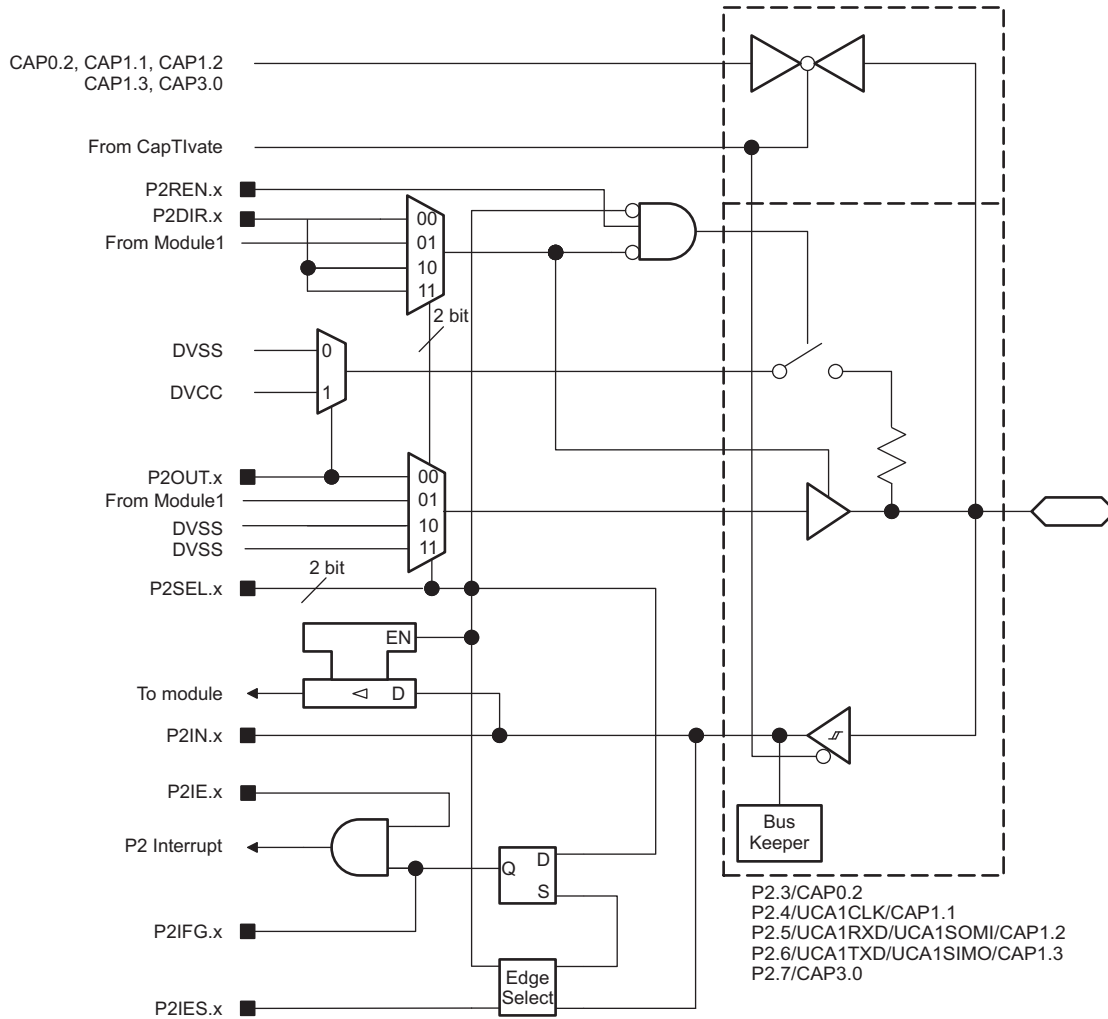 CAP0.2, CAP1.1, CAP1.2
CAP1.3, CAP3.0
From CapTIvate
P2REN.x
P2DIR.x
From Module1
00
01
10
11
2 bit
DVSS
DVCC
0
1
P2OUT.x
From Module1
DVSS
DVSS
00
01
10
11
P2SEL.x
2 bit
EN
D
To module
P2IN.x
P2IE.x
P2 Interrupt
Q
D
S
Bus
Keeper
P2IFG.x
Edge
Select
P2IES.x
P2.3/CAP0.2
P2.4/UCA1CLK/CAP1.1
P2.5/UCA1RXD/UCA1SOMI/CAP1.2
P2.6/UCA1TXD/UCA1SIMO/CAP1.3
P2.7/CAP3.0